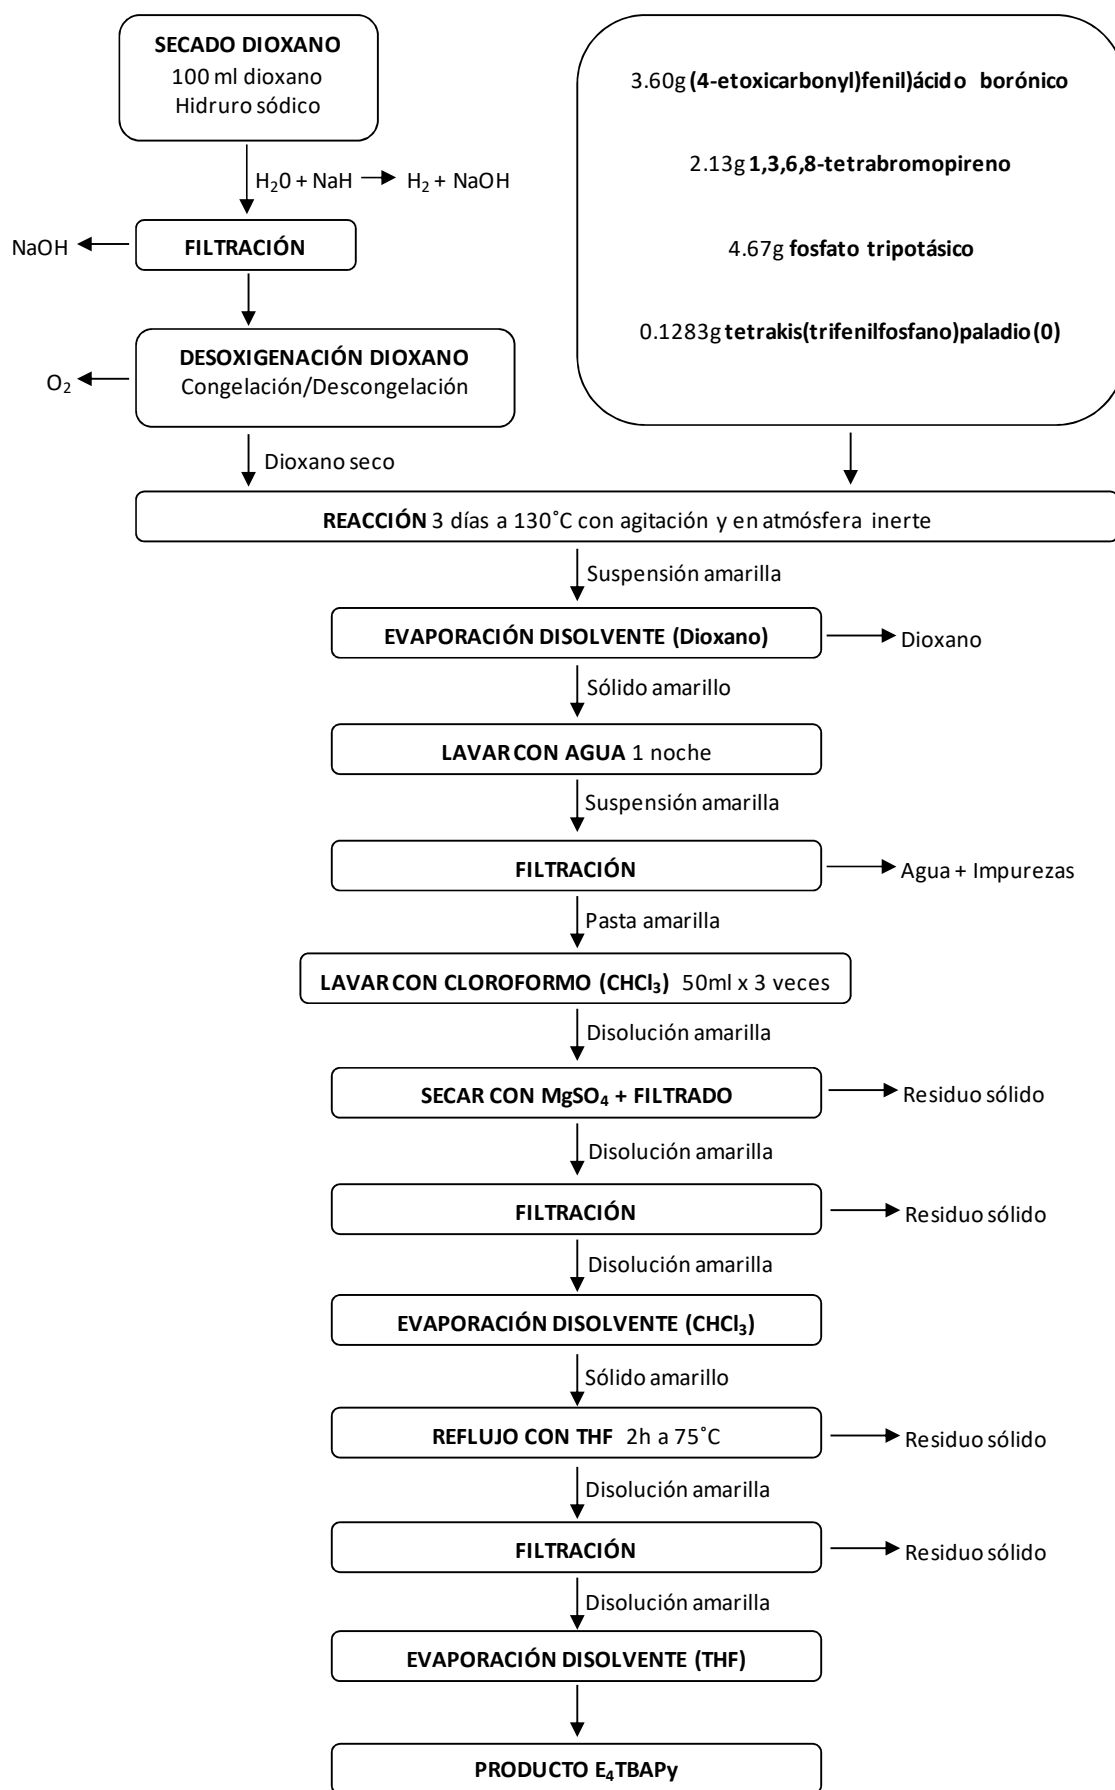 SECADO DIOXANO
100 ml dioxano
Hidruro sódico
3.60g (4-etoxicarbonyl)fenil)ácido borónico
2.13g 1,3,6,8-tetrabromopireno
4.67g fosfato tripotásico
0.1283g tetrakis(trifenilfosfano)paladio(0)
H₂0 + NaH → H₂ + NaOH
NaOH
FILTRACIÓN
DESOXIGENACIÓN DIOXANO
Congelación/Descongelación
O₂
Dioxano seco
REACCIÓN 3 días a 130˚C con agitación y en atmósfera inerte
Suspensión amarilla
EVAPORACIÓN DISOLVENTE (Dioxano)
Dioxano
Sólido amarillo
LAVAR CON AGUA 1 noche
Suspensión amarilla
FILTRACIÓN
Agua + Impurezas
Pasta amarilla
LAVAR CON CLOROFORMO (CHCl₃) 50ml x 3 veces
Disolución amarilla
SECAR CON MgSO₄ + FILTRADO
Residuo sólido
Disolución amarilla
FILTRACIÓN
Residuo sólido
Disolución amarilla
EVAPORACIÓN DISOLVENTE (CHCl₃)
Sólido amarillo
REFLUJO CON THF 2h a 75˚C
Residuo sólido
Disolución amarilla
FILTRACIÓN
Residuo sólido
Disolución amarilla
EVAPORACIÓN DISOLVENTE (THF)
PRODUCTO E₄TBAPy